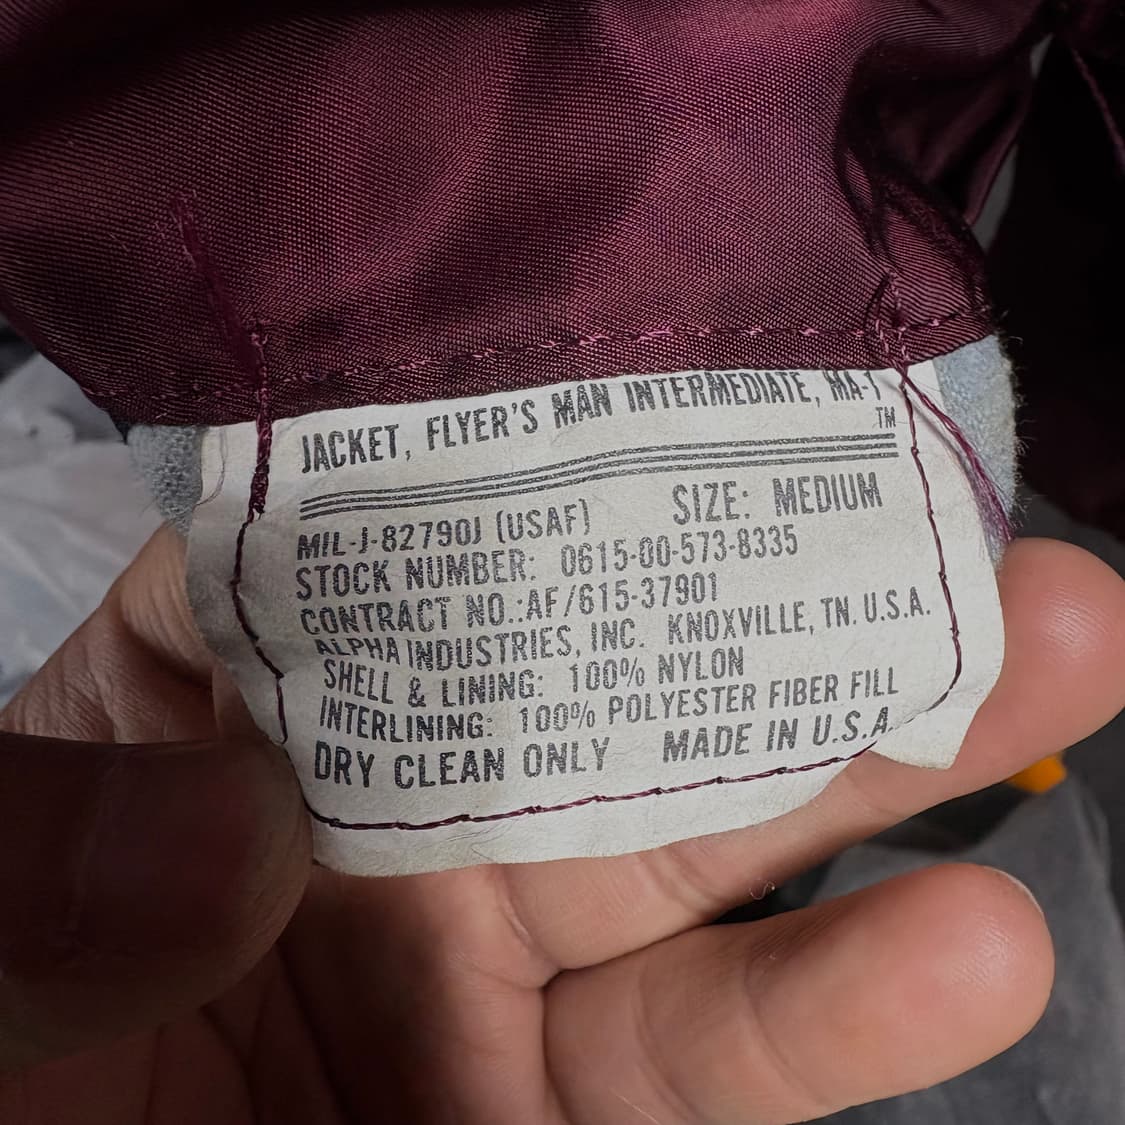 JACKET, FLYER'S MAN INTERMEDIATE, MA-1
TM
MIL-J-82790J (USAF) SIZE: MEDIUM
STOCK NUMBER: 0615-00-573-8335
CONTRACT NO.:AF/615-37901
ALPHA INDUSTRIES, INC. KNOXVILLE, TN. U.S.A.
SHELL & LINING: 100% NYLON
INTERLINING: 100% POLYESTER FIBER FILL
DRY CLEAN ONLY MADE IN U.S.A.